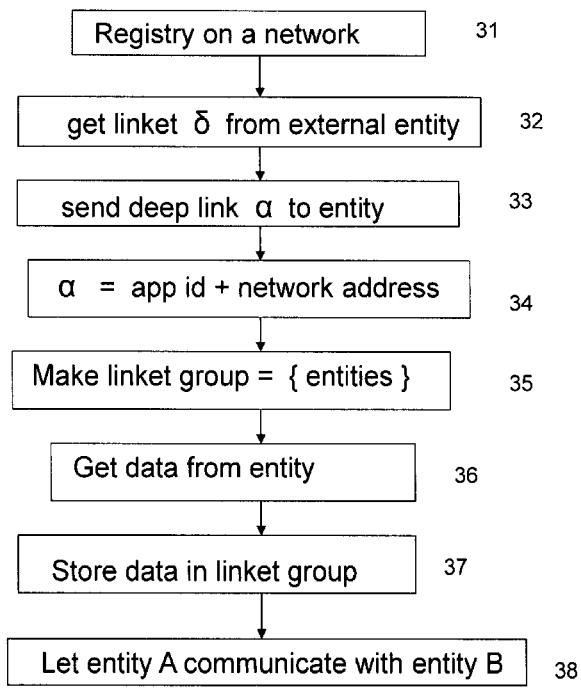 Registry on a network 31
get linket δ from external entity 32
send deep link α to entity 33
α = app id + network address 34
Make linket group = { entities } 35
Get data from entity 36
Store data in linket group 37
Let entity A communicate with entity B 38